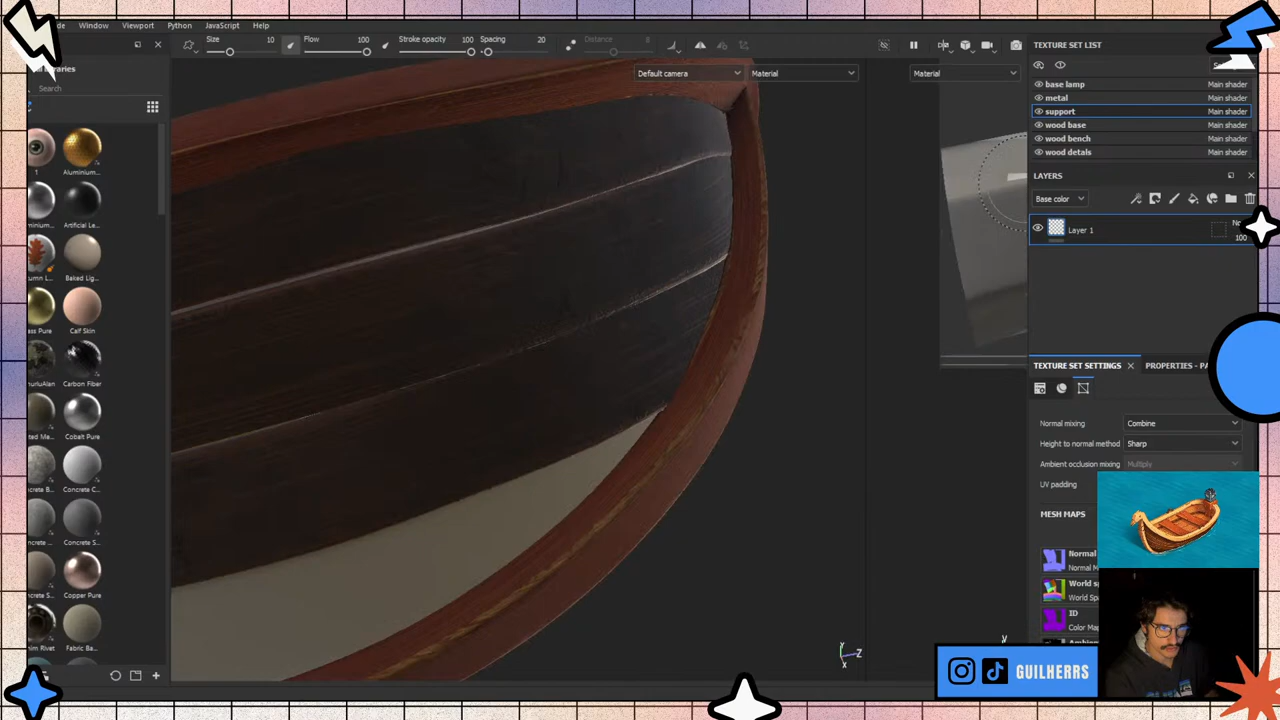 Window Viewport Python JavaScript Help
Size 10 Flow 100 Stroke opacity 100 Spacing 20 Distance 8
Search
Default camera
Material
Material
1
Aluminium...
Artificial Le...
Baked Lig...
Calf Skin
Carbon Fiber
Cobalt Pure
Concrete B...
Concrete C...
Concrete S...
Copper Pure
Fabric Ba...
Y
Z
X
TEXTURE SET LIST
base lamp Main shader
metal Main shader
support Main shader
wood base Main shader
wood bench Main shader
wood detals Main shader
LAYERS
Base color
Layer 1
100
TEXTURE SET SETTINGS
PROPERTIES - PA
Normal mixing Combine
Height to normal method Sharp
Ambient occlusion mixing Multiply
UV padding
MESH MAPS
Normal
World sp
ID
Color Map
GUILHERRS